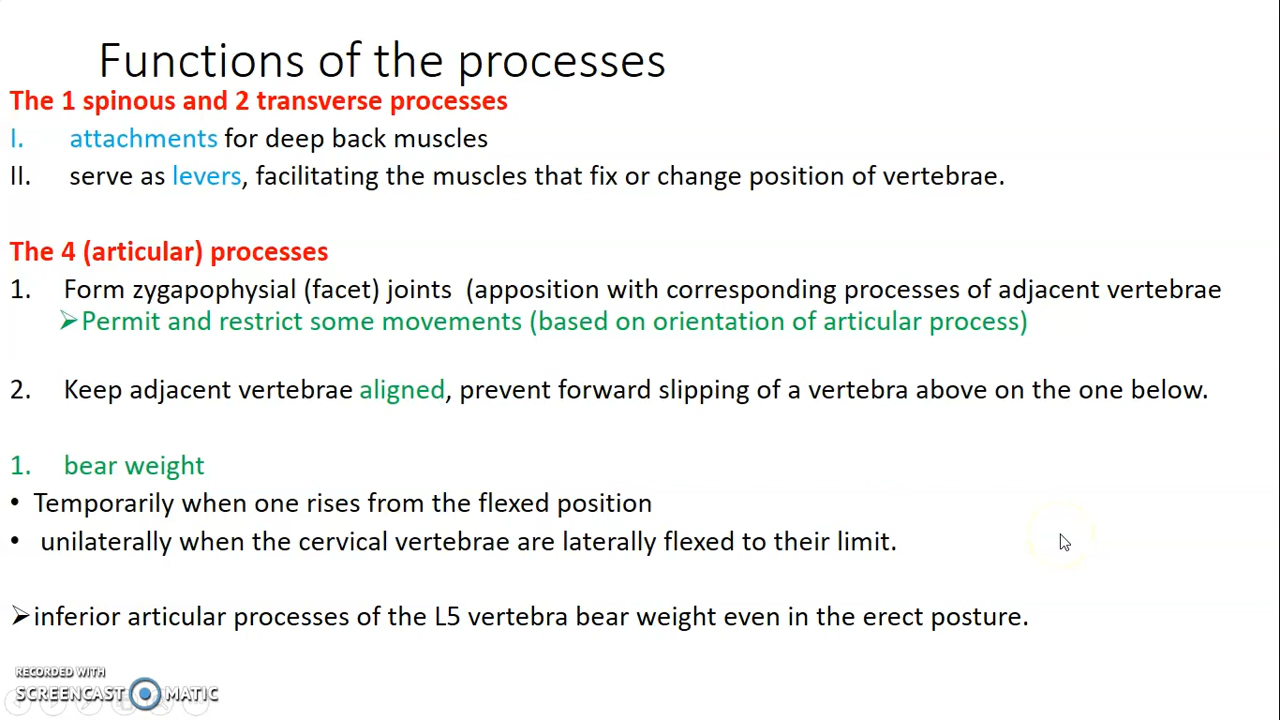 Functions of the processes
The 1 spinous and 2 transverse processes
I. attachments for deep back muscles
II. serve as levers, facilitating the muscles that fix or change position of vertebrae.
The 4 (articular) processes
1. Form zygapophysial (facet) joints (apposition with corresponding processes of adjacent vertebrae
➢Permit and restrict some movements (based on orientation of articular process)
2. Keep adjacent vertebrae aligned, prevent forward slipping of a vertebra above on the one below.
1. bear weight
• Temporarily when one rises from the flexed position
• unilaterally when the cervical vertebrae are laterally flexed to their limit.
➢inferior articular processes of the L5 vertebra bear weight even in the erect posture.
RECORDED WITH
SCREENCAST MATIC